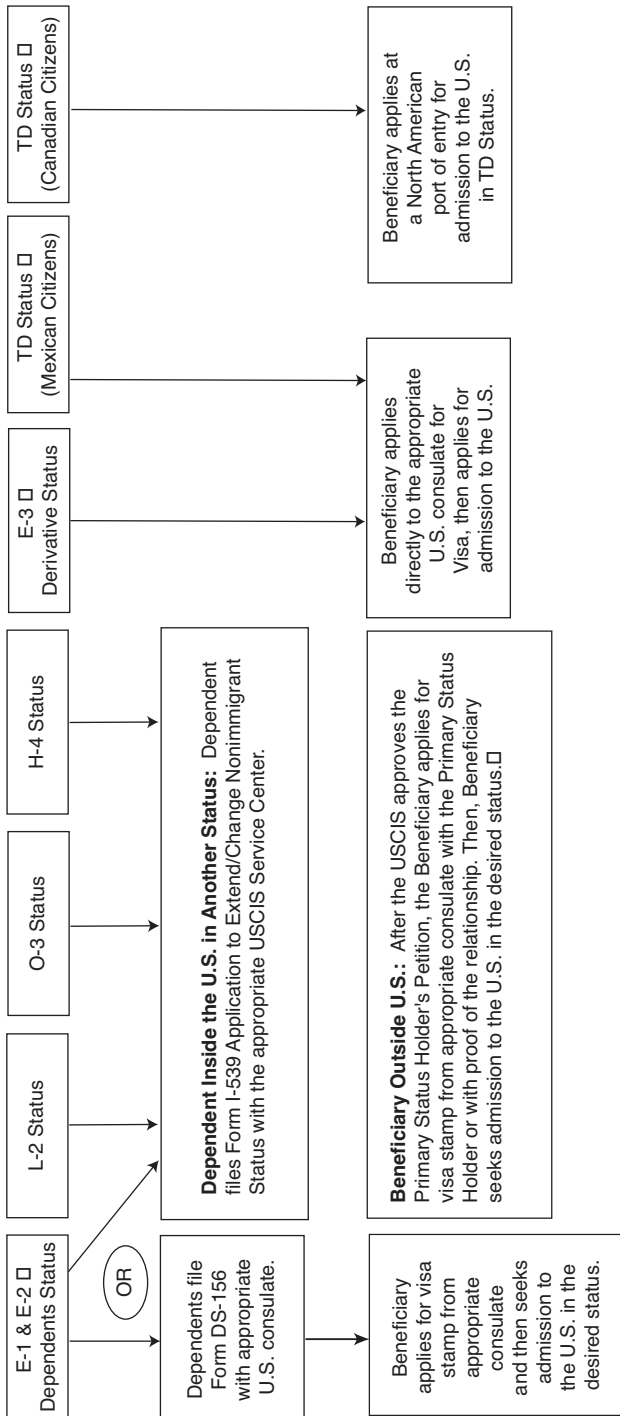 E-1 & E-2 □
Dependents Status
L-2 Status
O-3 Status
H-4 Status
E-3 □
Derivative Status
TD Status □
(Mexican Citizens)
TD Status □
(Canadian Citizens)
OR
Dependents file
Form DS-156
with appropriate
U.S. consulate.
Dependent Inside the U.S. in Another Status: Dependent
files Form I-539 Application to Extend/Change Nonimmigrant
Status with the appropriate USCIS Service Center.
Beneficiary
applies for visa
stamp from
appropriate
consulate
and then seeks
admission to
the U.S. in the
desired status.
Beneficiary Outside U.S.: After the USCIS approves the
Primary Status Holder's Petition, the Beneficiary applies for
visa stamp from appropriate consulate with the Primary Status
Holder or with proof of the relationship. Then, Beneficiary
seeks admission to the U.S. in the desired status.□
Beneficiary applies
directly to the appropriate
U.S. consulate for
Visa, then applies for
admission to the U.S.
Beneficiary applies at
a North American
port of entry for
admission to the U.S.
in TD Status.